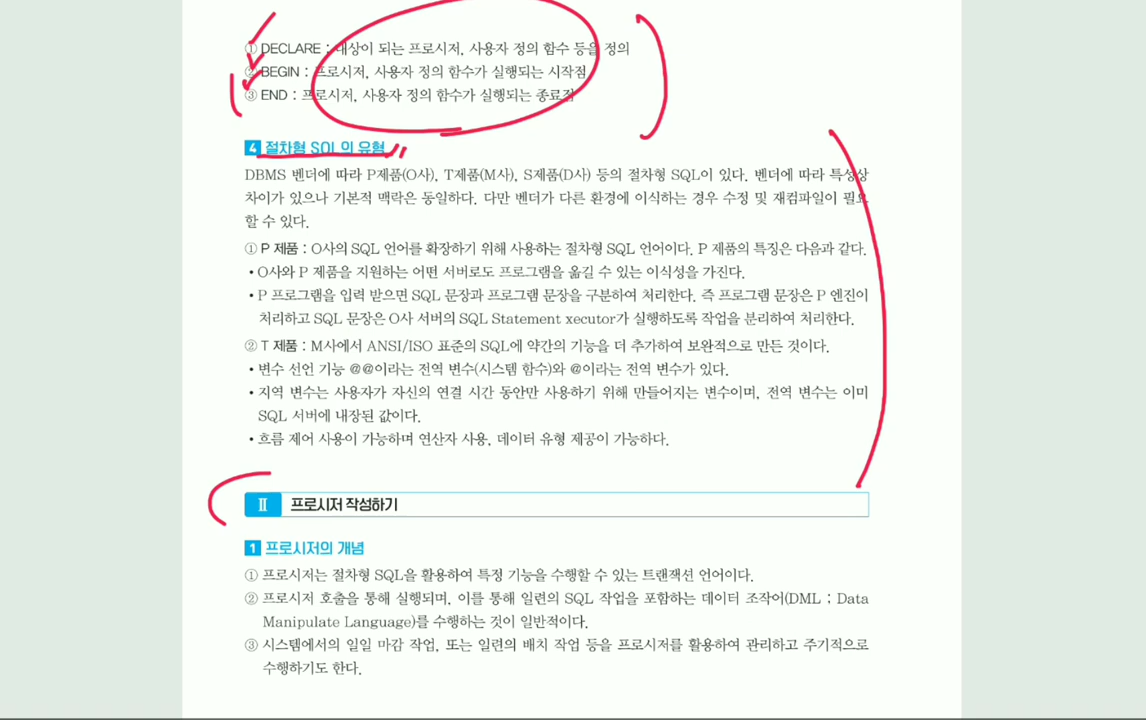 ① DECLARE : 대상이 되는 프로시저, 사용자 정의 함수 등을 정의
② BEGIN : 프로시저, 사용자 정의 함수가 실행되는 시작점
③ END : 프로시저, 사용자 정의 함수가 실행되는 종료점
4 절차형 SQL의 유형
DBMS 벤더에 따라 P제품(O사), T제품(M사), S제품(D사) 등의 절차형 SQL이 있다. 벤더에 따라 특성상
차이가 있으나 기본적 맥락은 동일하다. 다만 벤더가 다른 환경에 이식하는 경우 수정 및 재컴파일이 필요
할 수 있다.
① P 제품 : O사의 SQL 언어를 확장하기 위해 사용하는 절차형 SQL 언어이다. P 제품의 특징은 다음과 같다.
• O사와 P 제품을 지원하는 어떤 서버로도 프로그램을 옮길 수 있는 이식성을 가진다.
• P 프로그램을 입력 받으면 SQL 문장과 프로그램 문장을 구분하여 처리한다. 즉 프로그램 문장은 P 엔진이
처리하고 SQL 문장은 O사 서버의 SQL Statement xecutor가 실행하도록 작업을 분리하여 처리한다.
② T 제품 : M사에서 ANSI/ISO 표준의 SQL에 약간의 기능을 더 추가하여 보완적으로 만든 것이다.
• 변수 선언 기능 @@이라는 전역 변수(시스템 함수)와 @이라는 전역 변수가 있다.
• 지역 변수는 사용자가 자신의 연결 시간 동안만 사용하기 위해 만들어지는 변수이며, 전역 변수는 이미
SQL 서버에 내장된 값이다.
• 흐름 제어 사용이 가능하며 연산자 사용, 데이터 유형 제공이 가능하다.
Ⅱ 프로시저 작성하기
1 프로시저의 개념
① 프로시저는 절차형 SQL을 활용하여 특정 기능을 수행할 수 있는 트랜잭션 언어이다.
② 프로시저 호출을 통해 실행되며, 이를 통해 일련의 SQL 작업을 포함하는 데이터 조작어(DML : Data
Manipulate Language)를 수행하는 것이 일반적이다.
③ 시스템에서의 일일 마감 작업, 또는 일련의 배치 작업 등을 프로시저를 활용하여 관리하고 주기적으로
수행하기도 한다.